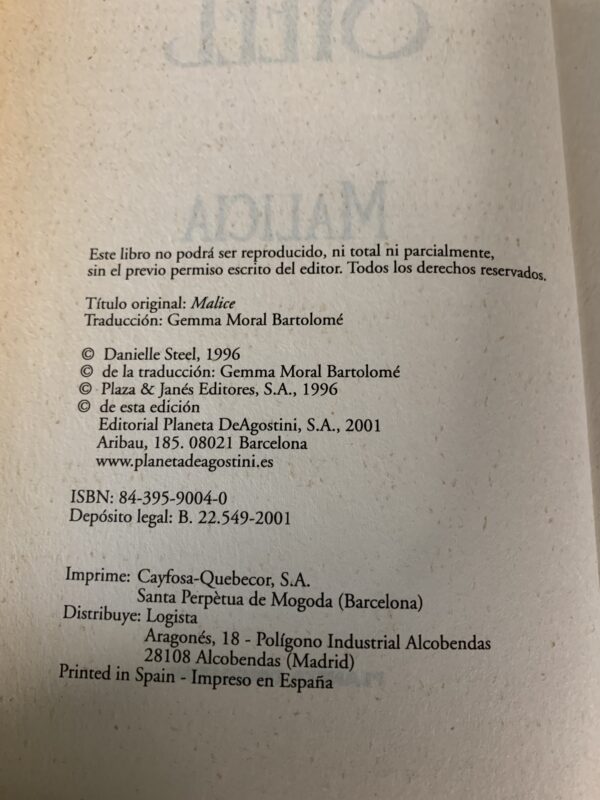 STEEL
MALICIA
Este libro no podrá ser reproducido, ni total ni parcialmente,
sin el previo permiso escrito del editor. Todos los derechos reservados.
Título original: Malice
Traducción: Gemma Moral Bartolomé
© Danielle Steel, 1996
© de la traducción: Gemma Moral Bartolomé
© Plaza & Janés Editores, S.A., 1996
© de esta edición
Editorial Planeta DeAgostini, S.A., 2001
Aribau, 185. 08021 Barcelona
www.planetadeagostini.es
ISBN: 84-395-9004-0
Depósito legal: B. 22.549-2001
Imprime: Cayfosa-Quebecor, S.A.
Santa Perpètua de Mogoda (Barcelona)
Distribuye: Logista
Aragonés, 18 - Polígono Industrial Alcobendas
28108 Alcobendas (Madrid)
Printed in Spain - Impreso en España